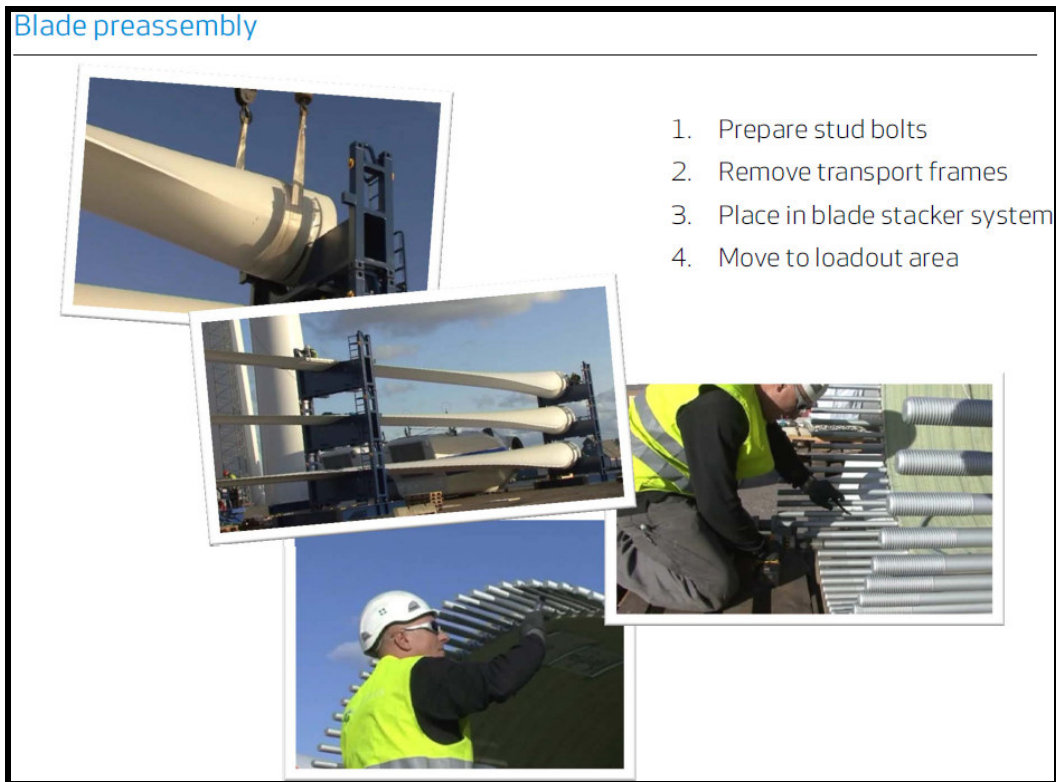 Blade preassembly
1. Prepare stud bolts
2. Remove transport frames
3. Place in blade stacker system
4. Move to loadout area